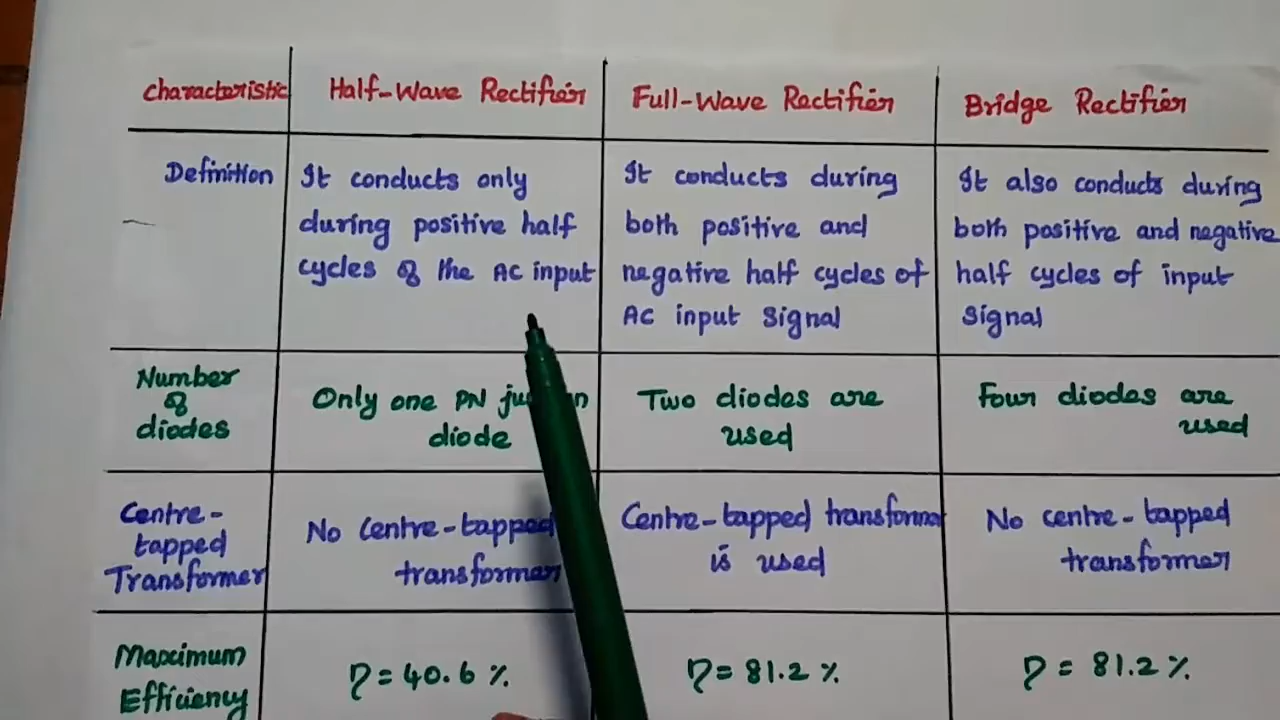 Characteristic
Half-Wave Rectifier
Full-Wave Rectifier
Bridge Rectifier
Definition
It conducts only
during positive half
cycles of the AC input
It conducts during
both positive and
negative half cycles of
AC input Signal
It also conducts during
both positive and negative
half cycles of input
Signal
Number
of
diodes
Only one PN
diode
Two diodes are
used
Four diodes are
used
Centre-
tapped
Transformer
No Centre-tapped
transformer
Centre-tapped transformer
is used
No centre-tapped
transformer
Maximum
Efficiency
η = 40.6 %
η = 81.2 %
η = 81.2 %